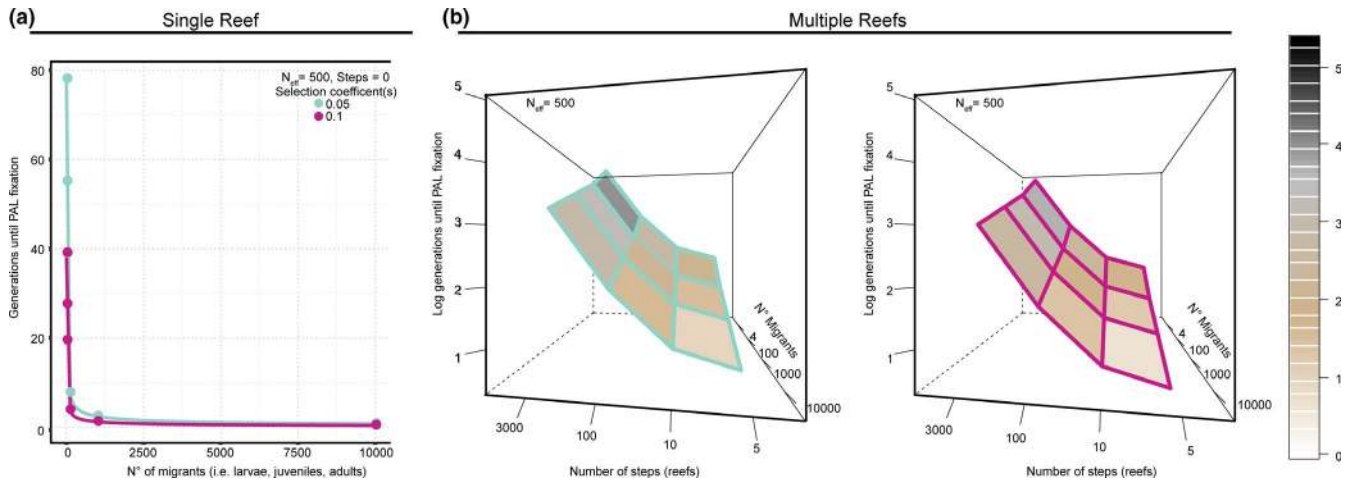 (a)
Single Reef
Generations until PAL fixation
80
60
40
20
0
N_eff = 500, Steps = 0
Selection coefficent(s)
0.05
0.1
0
2500
5000
7500
10000
N° of migrants (i.e. larvae, juveniles, adults)
(b)
Multiple Reefs
Log generations until PAL fixation
5
4
3
2
1
N_eff = 500
3000
100
10
5
Number of steps (reefs)
N° Migrants
4
100
1000
10000
Log generations until PAL fixation
5
4
3
2
1
N_eff = 500
3000
100
10
5
Number of steps (reefs)
N° Migrants
4
100
1000
10000
5
4
3
2
1
0